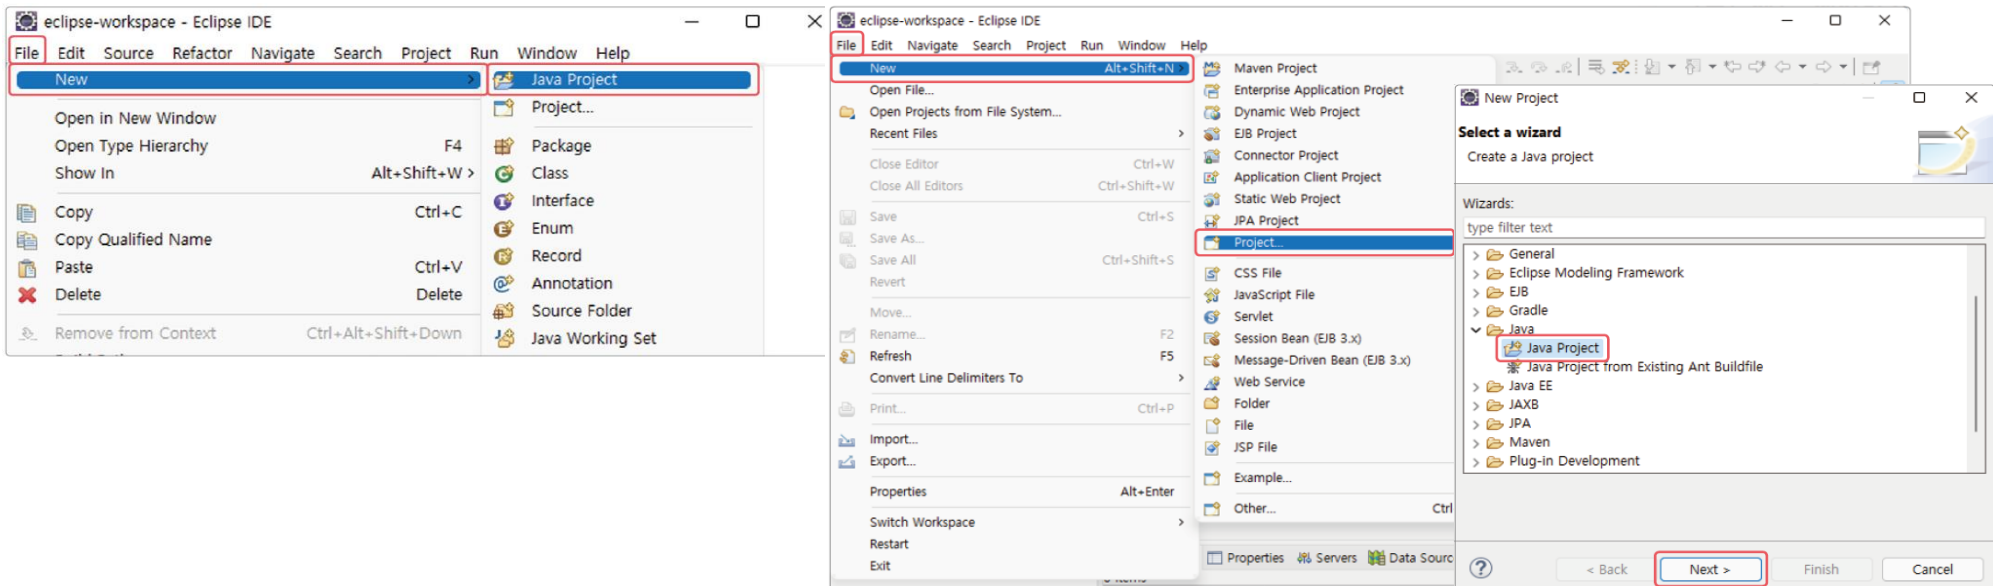 eclipse-workspace - Eclipse IDE
File Edit Source Refactor Navigate Search Project Run Window Help
New > Java Project
Project...
Open in New Window
Open Type Hierarchy F4
Package
Show In Alt+Shift+W >
Class
Interface
Copy Ctrl+C
Enum
Copy Qualified Name
Record
Paste Ctrl+V
Annotation
Delete Delete
Source Folder
Remove from Context Ctrl+Alt+Shift+Down
Java Working Set
eclipse-workspace - Eclipse IDE
File Edit Navigate Search Project Run Window Help
New Alt+Shift+N >
Open File...
Open Projects from File System...
Recent Files >
Close Editor Ctrl+W
Close All Editors Ctrl+Shift+W
Save Ctrl+S
Save As...
Save All Ctrl+Shift+S
Revert
Move...
Rename... F2
Refresh F5
Convert Line Delimiters To >
Print... Ctrl+P
Import...
Export...
Properties Alt+Enter
Switch Workspace >
Restart
Exit
Maven Project
Enterprise Application Project
Dynamic Web Project
EJB Project
Connector Project
Application Client Project
Static Web Project
JPA Project
Project...
CSS File
JavaScript File
Servlet
Session Bean (EJB 3.x)
Message-Driven Bean (EJB 3.x)
Web Service
Folder
File
JSP File
Example...
Other... Ctrl
Properties Servers Data Sourc
New Project
Select a wizard
Create a Java project
Wizards:
type filter text
> General
> Eclipse Modeling Framework
> EJB
> Gradle
Java
Java Project
Java Project from Existing Ant Buildfile
> Java EE
> JAXB
> JPA
> Maven
> Plug-in Development
? < Back Next > Finish Cancel